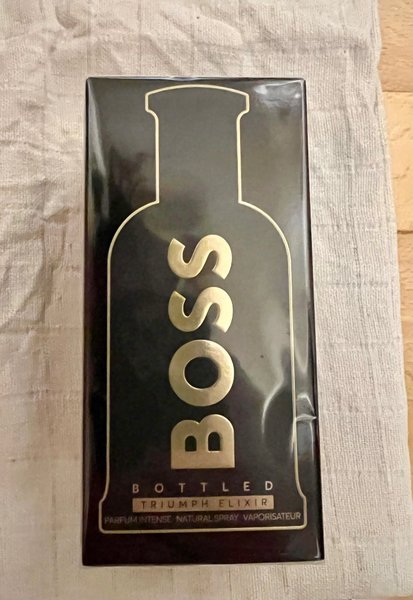 BOSS
BOTTLED
TRIUMPH ELIXIR
PARFUM INTENSE NATURAL SPRAY VAPORISATEUR